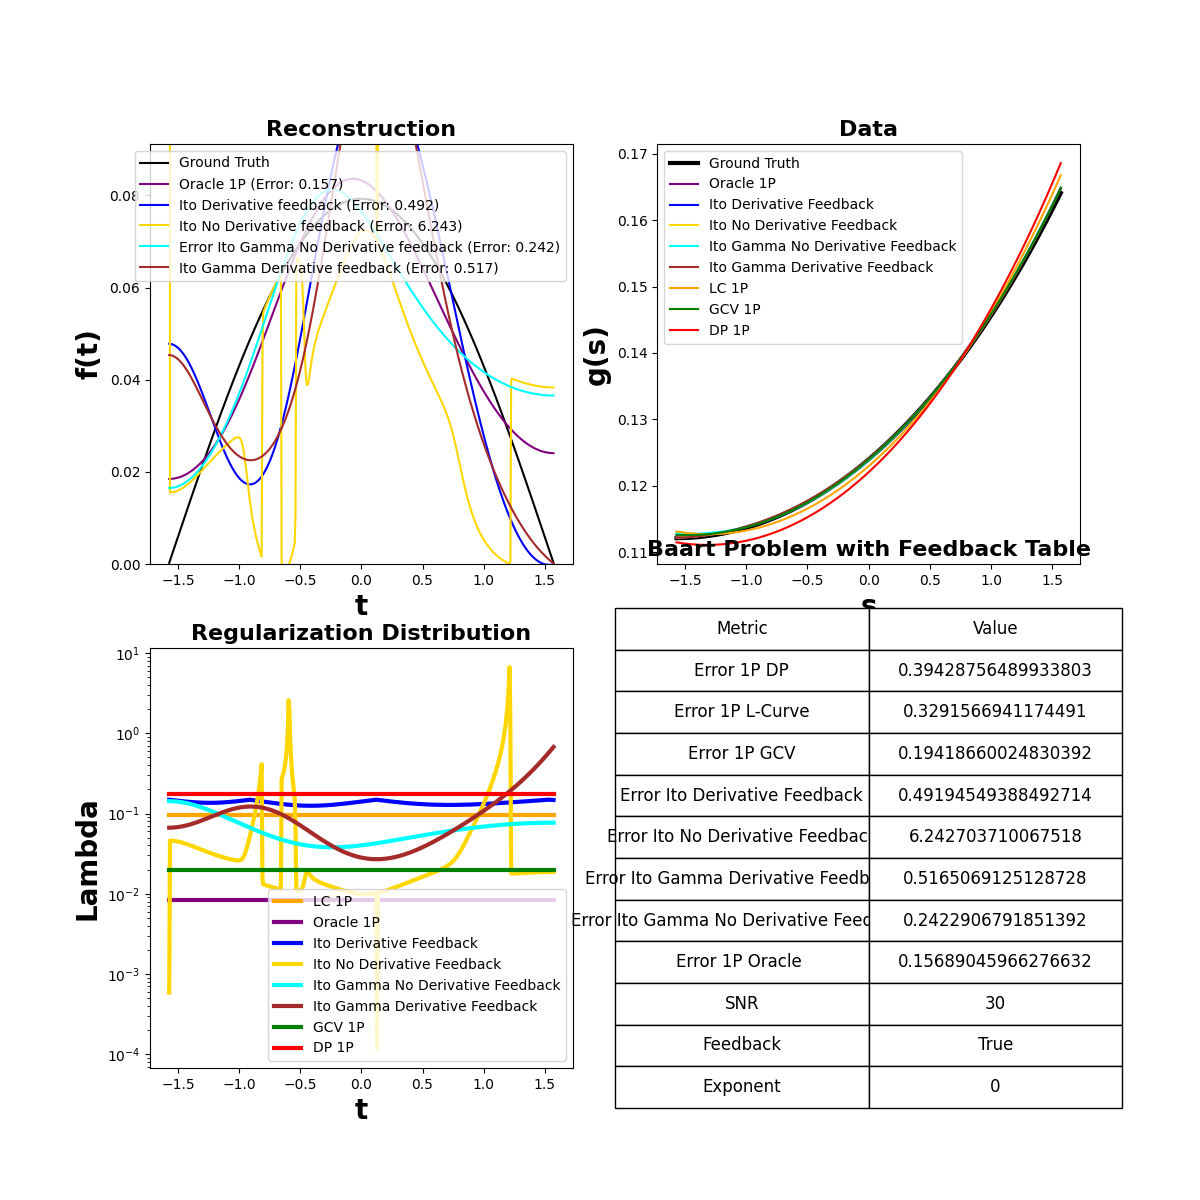 Reconstruction
f(t)
0.08
0.06
0.04
0.02
0.00
Ground Truth
Oracle 1P (Error: 0.157)
Ito Derivative feedback (Error: 0.492)
Ito No Derivative feedback (Error: 6.243)
Error Ito Gamma No Derivative feedback (Error: 0.242)
Ito Gamma Derivative feedback (Error: 0.517)
−1.5 −1.0 −0.5 0.0 0.5 1.0 1.5
t
Data
g(s)
0.17
0.16
0.15
0.14
0.13
0.12
0.11
Ground Truth
Oracle 1P
Ito Derivative Feedback
Ito No Derivative Feedback
Ito Gamma No Derivative Feedback
Ito Gamma Derivative Feedback
LC 1P
GCV 1P
DP 1P
−1.5 −1.0 −0.5 0.0 0.5 1.0 1.5
s
Regularization Distribution
Lambda
10^1
10^0
10^−1
10^−2
10^−3
10^−4
LC 1P
Oracle 1P
Ito Derivative Feedback
Ito No Derivative Feedback
Ito Gamma No Derivative Feedback
Ito Gamma Derivative Feedback
GCV 1P
DP 1P
−1.5 −1.0 −0.5 0.0 0.5 1.0 1.5
t
Baart Problem with Feedback Table
Metric Value
Error 1P DP 0.39428756489933803
Error 1P L-Curve 0.3291566941174491
Error 1P GCV 0.19418660024830392
Error Ito Derivative Feedback 0.49194549388492714
Error Ito No Derivative Feedbac 6.242703710067518
Error Ito Gamma Derivative Feedb 0.5165069125128728
Error Ito Gamma No Derivative Feed 0.2422906791851392
Error 1P Oracle 0.15689045966276632
SNR 30
Feedback True
Exponent 0